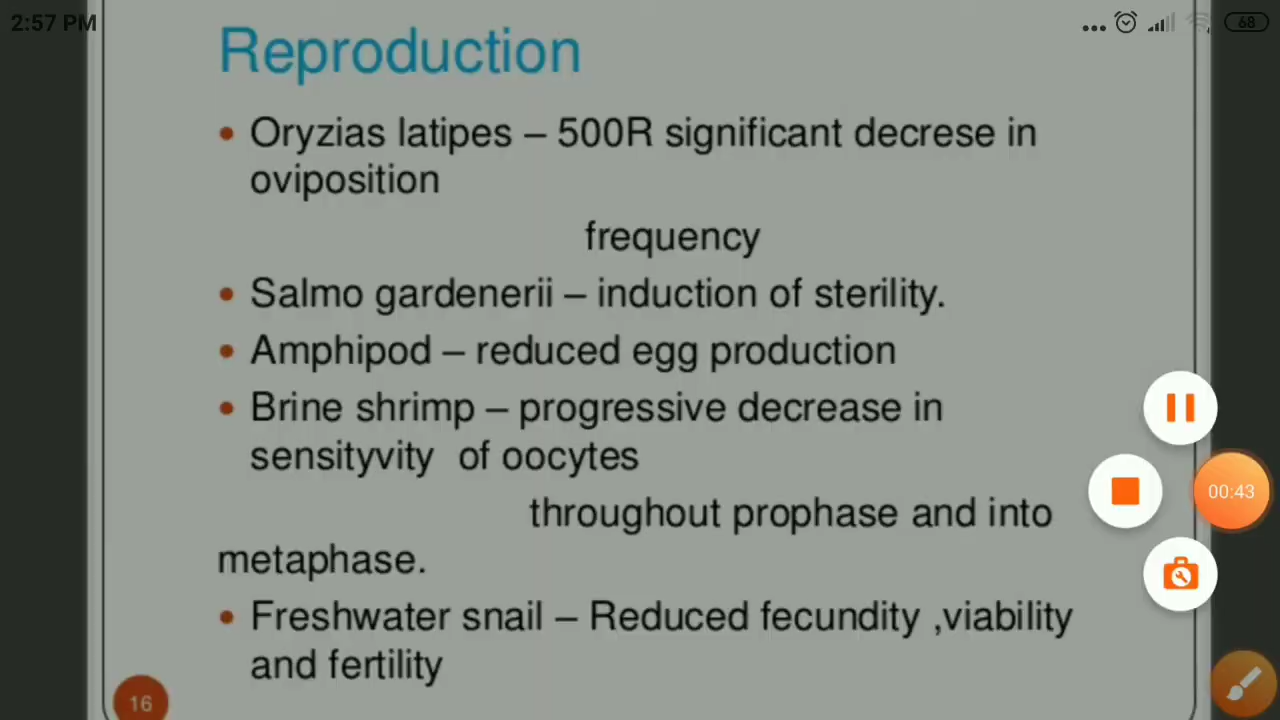 2:57 PM
68
Reproduction
• Oryzias latipes – 500R significant decrese in
oviposition
frequency
• Salmo gardenerii – induction of sterility.
• Amphipod – reduced egg production
• Brine shrimp – progressive decrease in
sensityvity of oocytes
throughout prophase and into
metaphase.
• Freshwater snail – Reduced fecundity ,viability
and fertility
00:43
16